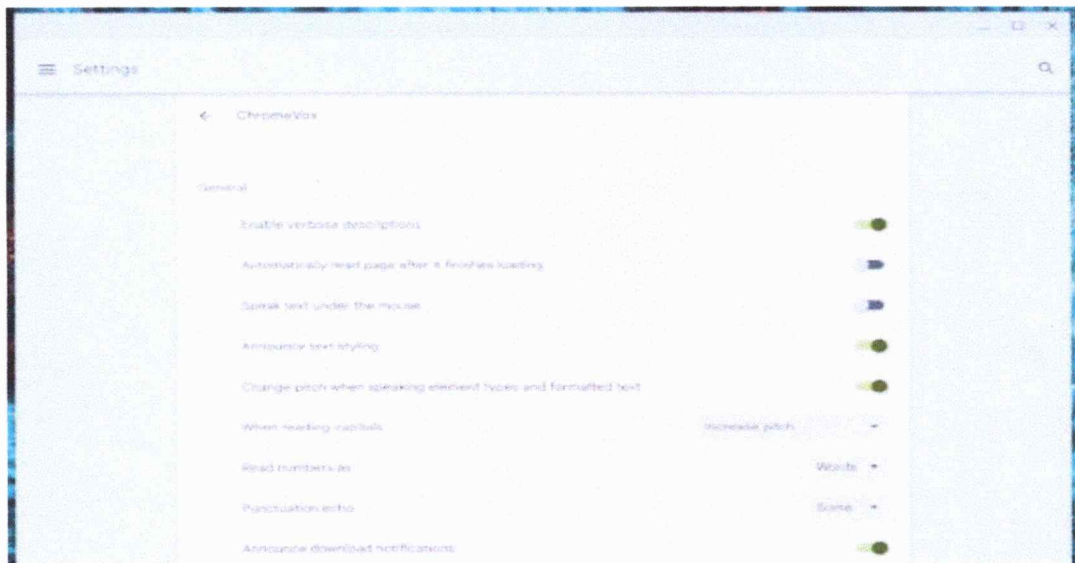 Settings
ChromeVox
General
Enable verbose descriptions
Automatically read page after it finishes loading
Speak text under the mouse
Announce text styling
Change pitch when speaking element types and formatted text
When reading capitals
Increase pitch
Read numbers as
Words
Punctuation echo
Some
Announce download notifications